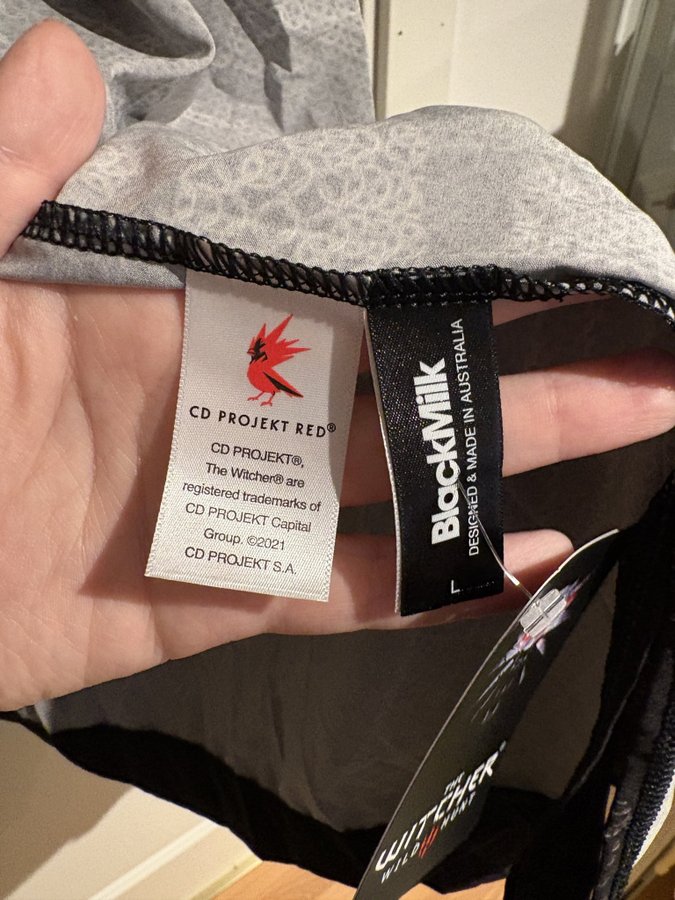 CD PROJEKT RED®
CD PROJEKT®,
The Witcher® are
registered trademarks of
CD PROJEKT Capital
Group. ©2021
CD PROJEKT S.A.
BlackMilk
DESIGNED & MADE IN AUSTRALIA
L
THE
WITCHER®
WILD HUNT